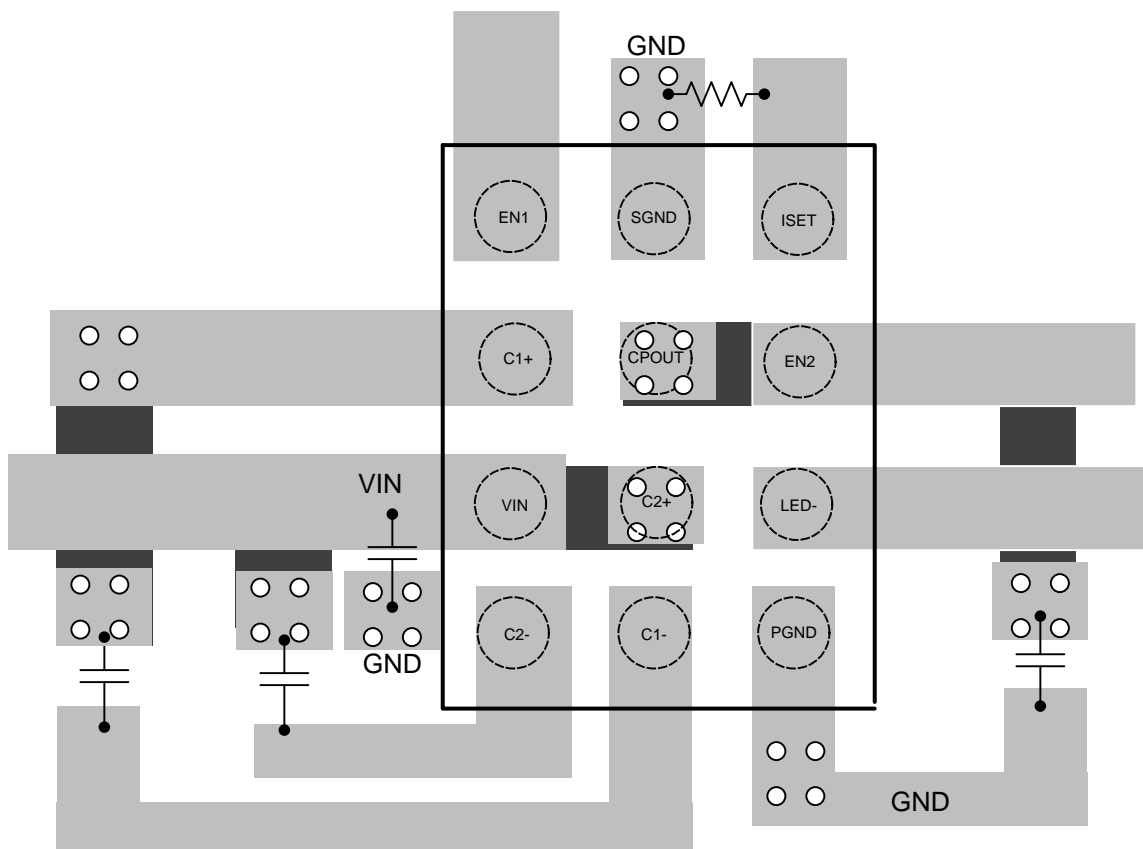 GND
EN1
SGND
ISET
C1+
CPOUT
EN2
VIN
VIN
C2+
LED-
C2-
C1-
PGND
GND
GND